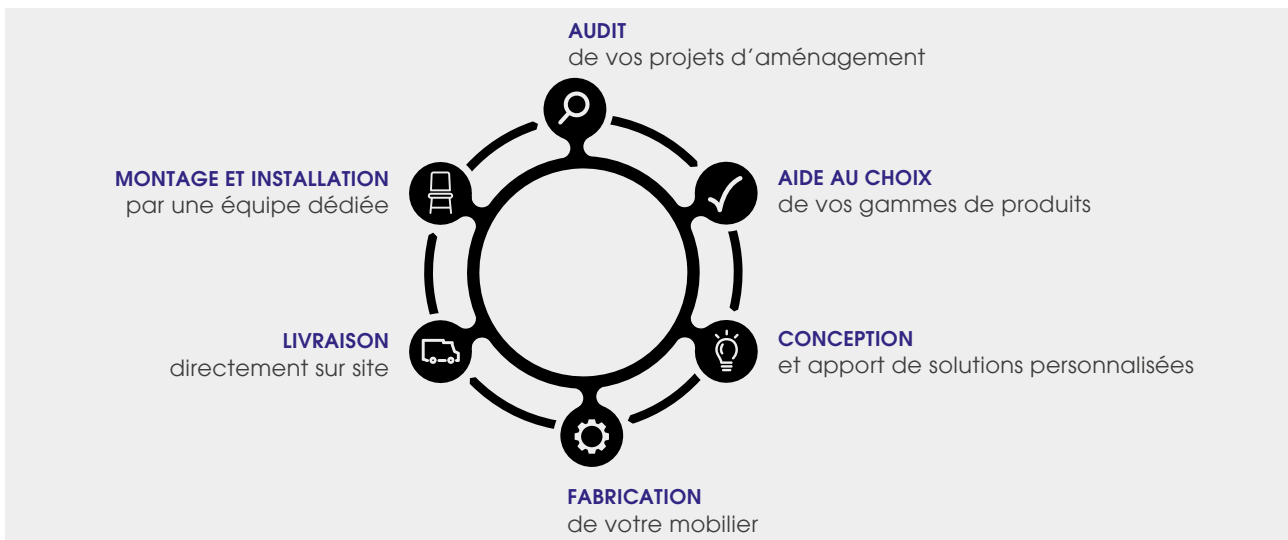 AUDIT
de vos projets d’aménagement
AIDE AU CHOIX
de vos gammes de produits
CONCEPTION
et apport de solutions personnalisées
FABRICATION
de votre mobilier
LIVRAISON
directement sur site
MONTAGE ET INSTALLATION
par une équipe dédiée